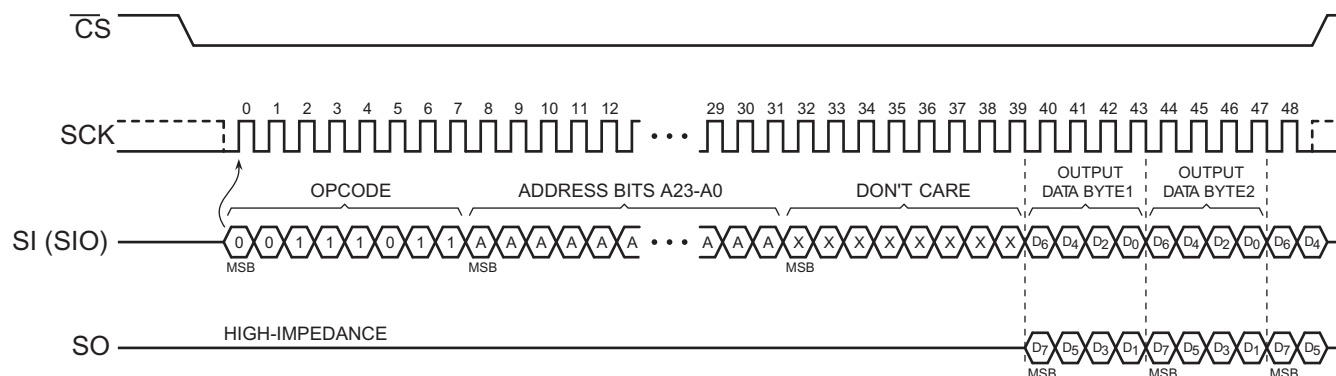 CS
SCK
0 1 2 3 4 5 6 7 8 9 10 11 12 29 30 31 32 33 34 35 36 37 38 39 40 41 42 43 44 45 46 47 48
OPCODE
ADDRESS BITS A23-A0
DON'T CARE
OUTPUT
DATA BYTE1
OUTPUT
DATA BYTE2
SI (SIO)
0 0 1 1 1 0 1 1 A A A A A A A A A X X X X X X X X D6 D4 D2 D0 D6 D4 D2 D0 D6 D4
MSB MSB MSB
HIGH-IMPEDANCE
SO
D7 D5 D3 D1 D7 D5 D3 D1 D7 D5
MSB MSB MSB